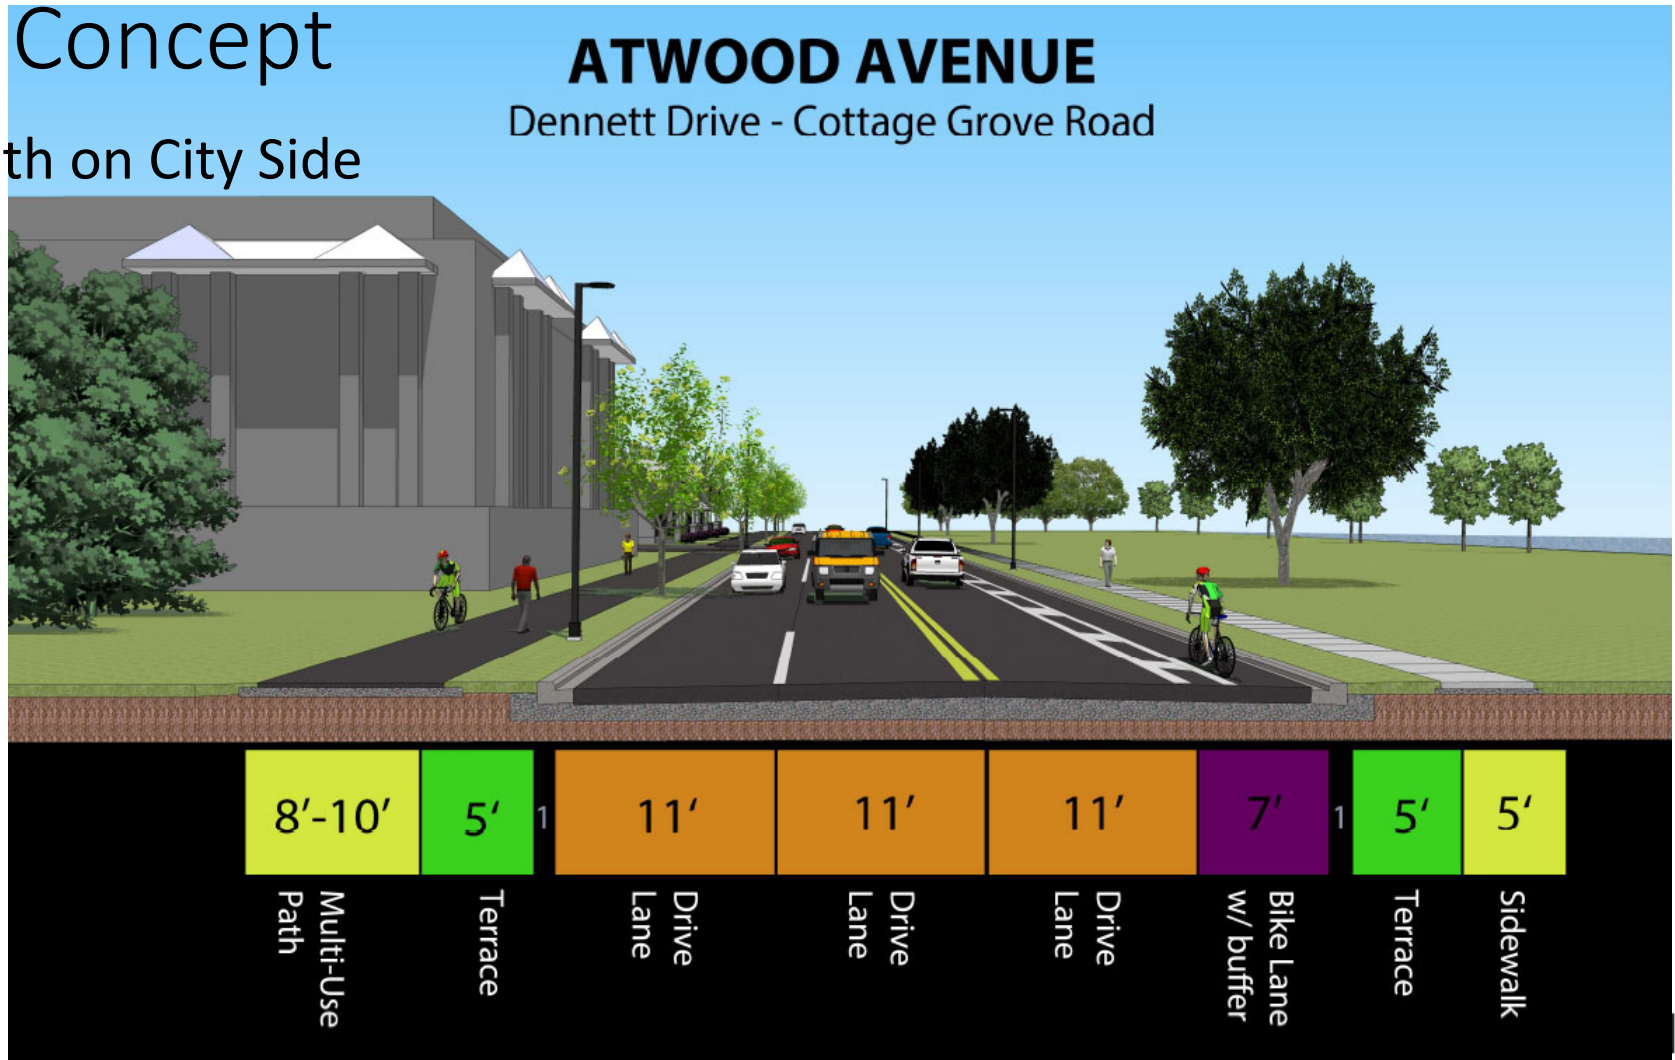 Concept
th on City Side
ATWOOD AVENUE
Dennett Drive - Cottage Grove Road
8’-10’
5‘
1
11‘
11’
11’
7’
1
5‘
5‘
Multi-Use
Path
Terrace
Drive
Lane
Drive
Lane
Drive
Lane
Bike Lane
w/ buffer
Terrace
Sidewalk